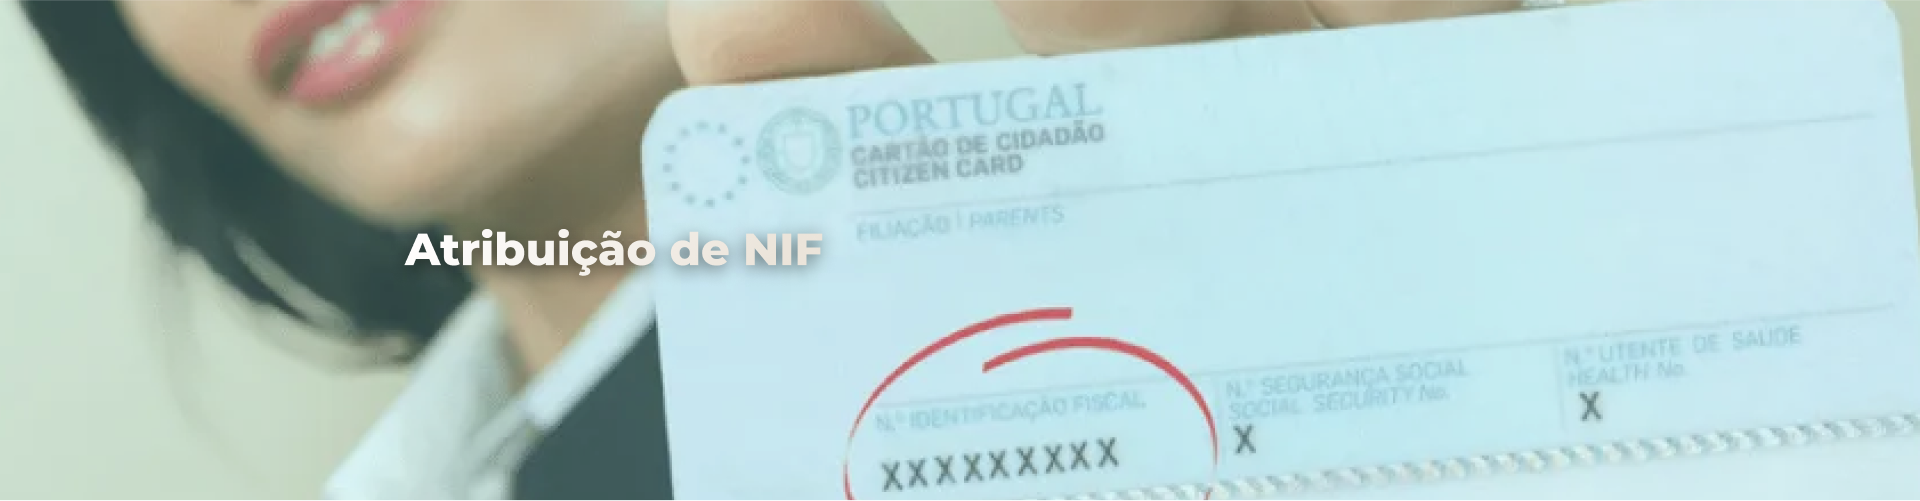 PORTUGAL
CARTÃO DE CIDADÃO
CITIZEN CARD
FILIAÇÃO | PARENTS
Atribuição de NIF
N.º IDENTIFICAÇÃO FISCAL
XXXXXXXXX
N.º SEGURANÇA SOCIAL
SOCIAL SECURITY No.
X
N.º UTENTE DE SAÚDE
HEALTH No.
X